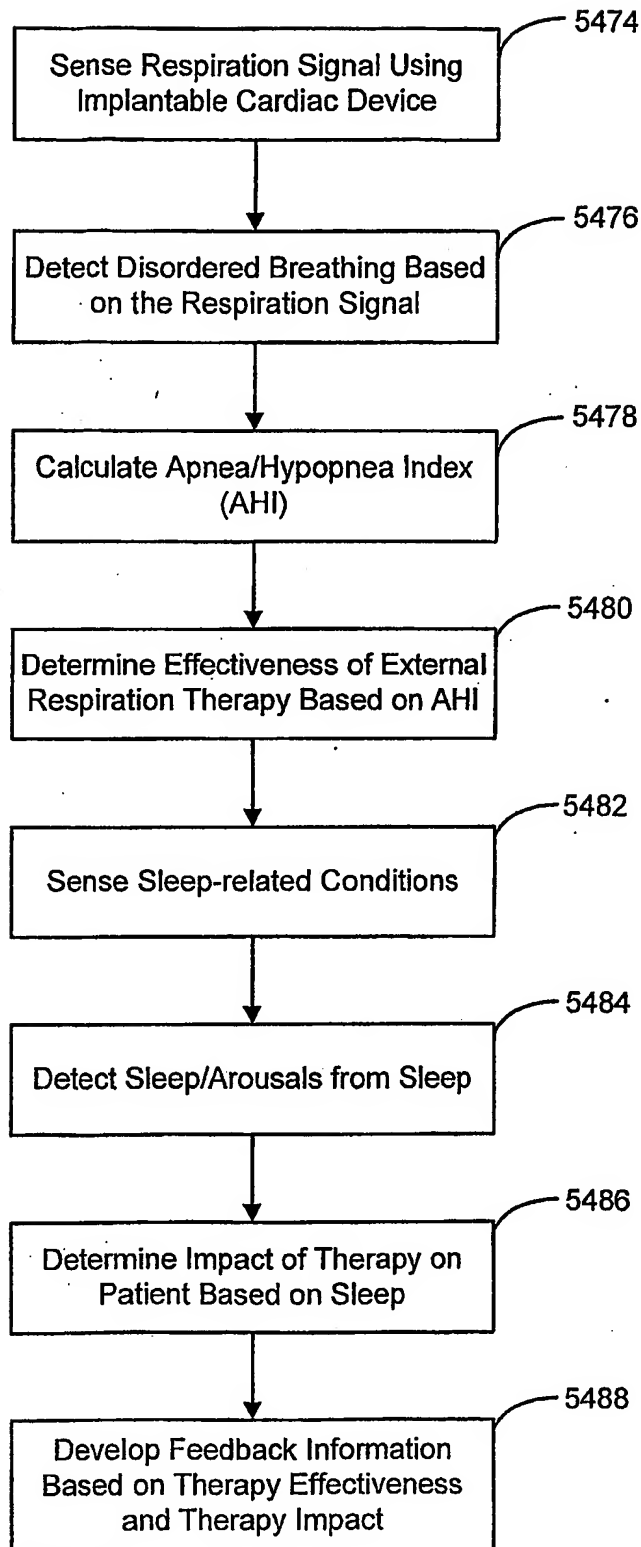 5474
Sense Respiration Signal Using
Implantable Cardiac Device
5476
Detect Disordered Breathing Based
on the Respiration Signal
5478
Calculate Apnea/Hypopnea Index
(AHI)
5480
Determine Effectiveness of External
Respiration Therapy Based on AHI
5482
Sense Sleep-related Conditions
5484
Detect Sleep/Arousals from Sleep
5486
Determine Impact of Therapy on
Patient Based on Sleep
5488
Develop Feedback Information
Based on Therapy Effectiveness
and Therapy Impact